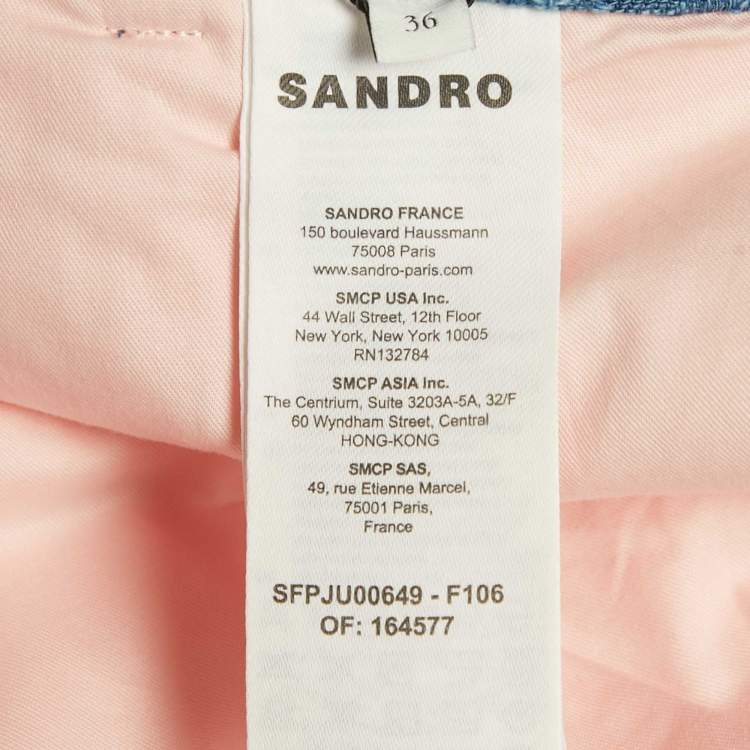 36
SANDRO
SANDRO FRANCE
150 boulevard Haussmann
75008 Paris
www.sandro-paris.com
SMCP USA Inc.
44 Wall Street, 12th Floor
New York, New York 10005
RN132784
SMCP ASIA Inc.
The Centrium, Suite 3203A-5A, 32/F
60 Wyndham Street, Central
HONG-KONG
SMCP SAS,
49, rue Etienne Marcel,
75001 Paris,
France
SFPJU00649 - F106
OF: 164577